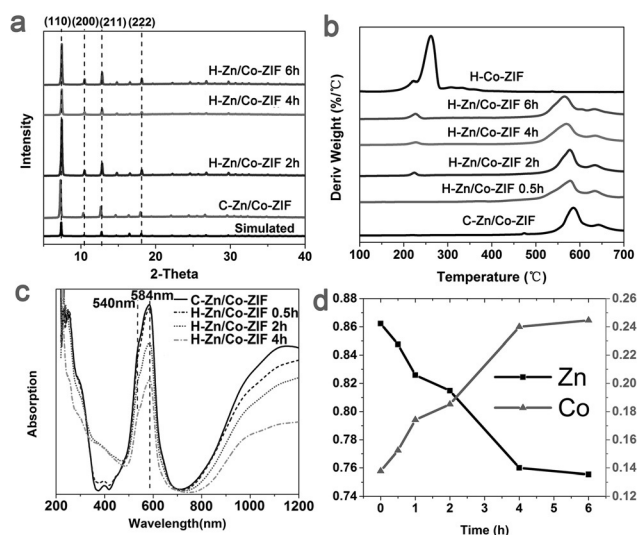 a
(110) (200) (211) (222)
H-Zn/Co-ZIF 6h
H-Zn/Co-ZIF 4h
H-Zn/Co-ZIF 2h
C-Zn/Co-ZIF
Simulated
Intensity
0 10 20 30 40
2-Theta
b
H-Co-ZIF
H-Zn/Co-ZIF 6h
H-Zn/Co-ZIF 4h
H-Zn/Co-ZIF 2h
H-Zn/Co-ZIF 0.5h
C-Zn/Co-ZIF
Deriv Weight (%/℃)
100 200 300 400 500 600 700
Temperature (℃)
c
540nm
584nm
C-Zn/Co-ZIF
H-Zn/Co-ZIF 0.5h
H-Zn/Co-ZIF 2h
H-Zn/Co-ZIF 4h
Absorption
200 400 600 800 1000 1200
Wavelength(nm)
d
0.88
0.86
0.84
0.82
0.80
0.78
0.76
0.74
Zn
Co
0.26
0.24
0.22
0.20
0.18
0.16
0.14
0.12
0 1 2 3 4 5 6
Time (h)